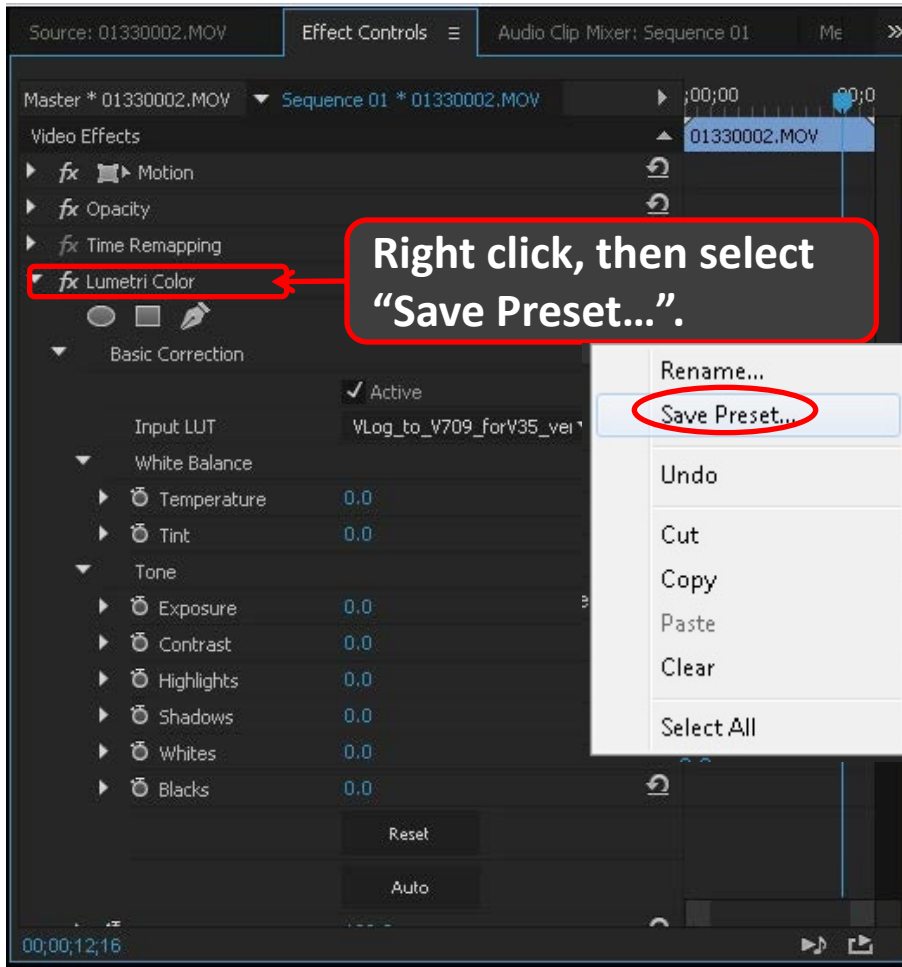 Source: 01330002.MOV
Effect Controls
Audio Clip Mixer: Sequence 01
Master * 01330002.MOV
Sequence 01 * 01330002.MOV
;00;00
Video Effects
01330002.MOV
fx Motion
fx Opacity
fx Time Remapping
Right click, then select
“Save Preset…”.
fx Lumetri Color
Basic Correction
Rename...
Active
Save Preset...
Input LUT
VLog_to_V709_forV35_ver
White Balance
Undo
Temperature 0.0
Tint 0.0
Cut
Tone
Copy
Exposure 0.0
Paste
Contrast 0.0
Clear
Highlights 0.0
Shadows 0.0
Select All
Whites 0.0
Blacks 0.0
Reset
Auto
00;00;12;16